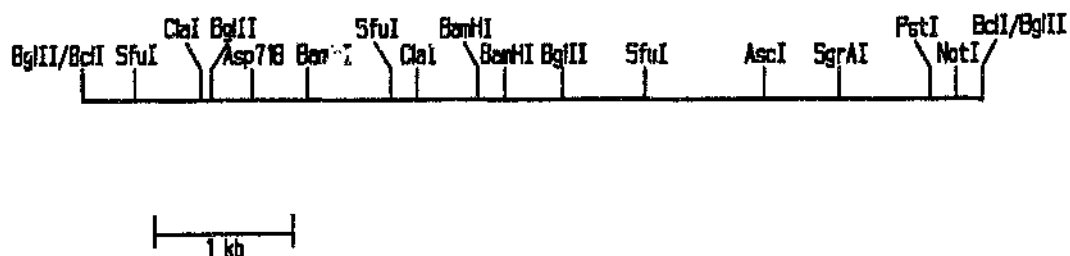 ClaI BglII SfuI BamHI PstI BclI/BglII
BglII/BclI SfuI Asp718 ClaI BamHI BglII SfuI AscI SgrAI NotI
1 kb